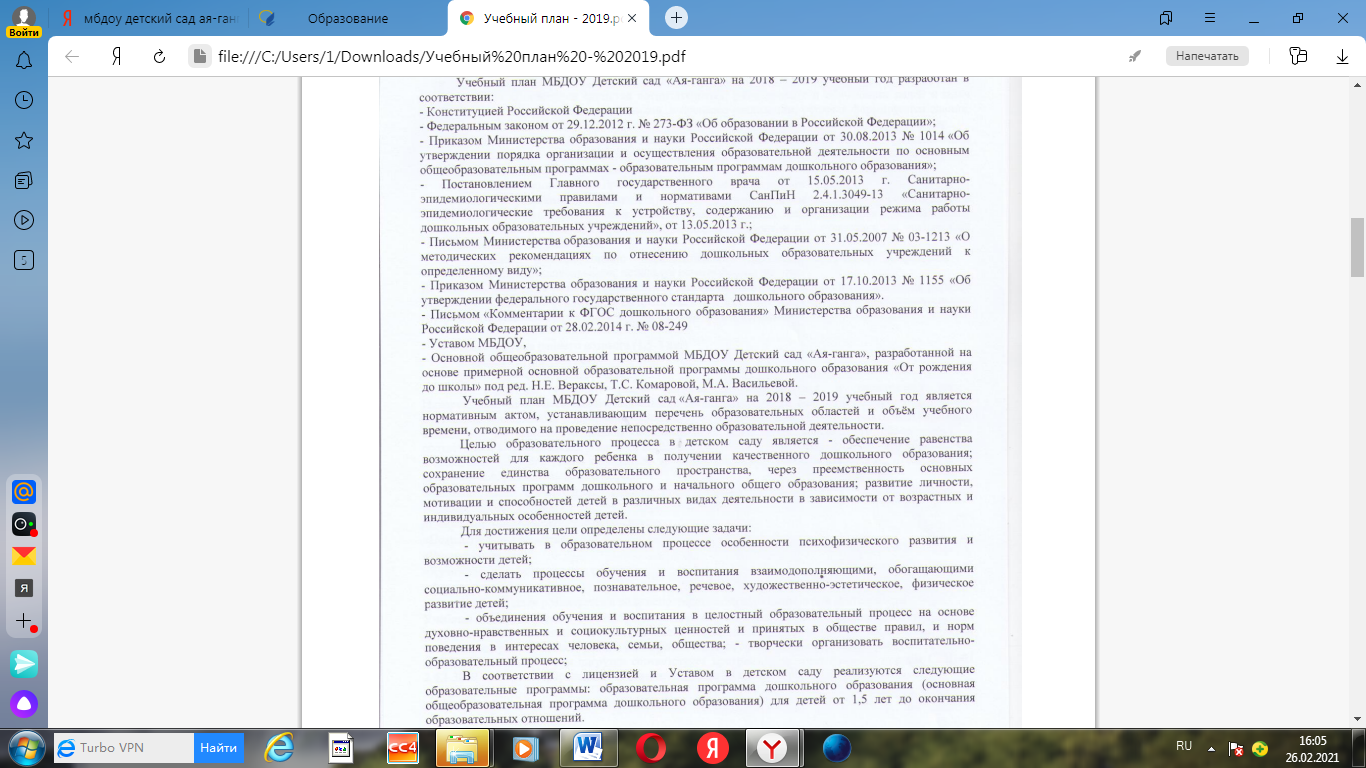 мбдоу детский сад ая-ган
Образование
Учебный план - 2019.p
Войти
file:///C:/Users/1/Downloads/Учебный%20план%20-%202019.pdf
Напечатать
Учебный план МБДОУ Детский сад «Ая-ганга» на 2018 – 2019 учебный год разработан в
соответствии:
- Конституцией Российской Федерации
- Федеральным законом от 29.12.2012 г. № 273-ФЗ «Об образовании в Российской Федерации»;
- Приказом Министерства образования и науки Российской Федерации от 30.08.2013 № 1014 «Об
утверждении порядка организации и осуществления образовательной деятельности по основным
общеобразовательным программах - образовательным программам дошкольного образования»;
- Постановлением Главного государственного врача от 15.05.2013 г. Санитарно-
эпидемиологическими правилами и нормативами СанПиН 2.4.1.3049-13 «Санитарно-
эпидемиологические требования к устройству, содержанию и организации режима работы
дошкольных образовательных учреждений», от 13.05.2013 г.;
- Письмом Министерства образования и науки Российской Федерации от 31.05.2007 № 03-1213 «О
методических рекомендациях по отнесению дошкольных образовательных учреждений к
определенному виду»;
- Приказом Министерства образования и науки Российской Федерации от 17.10.2013 № 1155 «Об
утверждении федерального государственного стандарта дошкольного образования».
- Письмом «Комментарии к ФГОС дошкольного образования» Министерства образования и науки
Российской Федерации от 28.02.2014 г. № 08-249
- Уставом МБДОУ,
- Основной общеобразовательной программой МБДОУ Детский сад «Ая-ганга», разработанной на
основе примерной основной образовательной программы дошкольного образования «От рождения
до школы» под ред. Н.Е. Вераксы, Т.С. Комаровой, М.А. Васильевой.
Учебный план МБДОУ Детский сад «Ая-ганга» на 2018 – 2019 учебный год является
нормативным актом, устанавливающим перечень образовательных областей и объём учебного
времени, отводимого на проведение непосредственно образовательной деятельности.
Целью образовательного процесса в детском саду является - обеспечение равенства
возможностей для каждого ребенка в получении качественного дошкольного образования;
сохранение единства образовательного пространства, через преемственность основных
образовательных программ дошкольного и начального общего образования; развитие личности,
мотивации и способностей детей в различных видах деятельности в зависимости от возрастных и
индивидуальных особенностей детей.
Для достижения цели определены следующие задачи:
- учитывать в образовательном процессе особенности психофизического развития и
возможности детей;
- сделать процессы обучения и воспитания взаимодополняющими, обогащающими
социально-коммуникативное, познавательное, речевое, художественно-эстетическое, физическое
развитие детей;
- объединения обучения и воспитания в целостный образовательный процесс на основе
духовно-нравственных и социокультурных ценностей и принятых в обществе правил, и норм
поведения в интересах человека, семьи, общества; - творчески организовать воспитательно-
образовательный процесс;
В соответствии с лицензией и Уставом в детском саду реализуются следующие
образовательные программы: образовательная программа дошкольного образования (основная
общеобразовательная программа дошкольного образования) для детей от 1,5 лет до окончания
образовательных отношений.
Turbo VPN
Найти
CC4
RU
16:05
26.02.2021